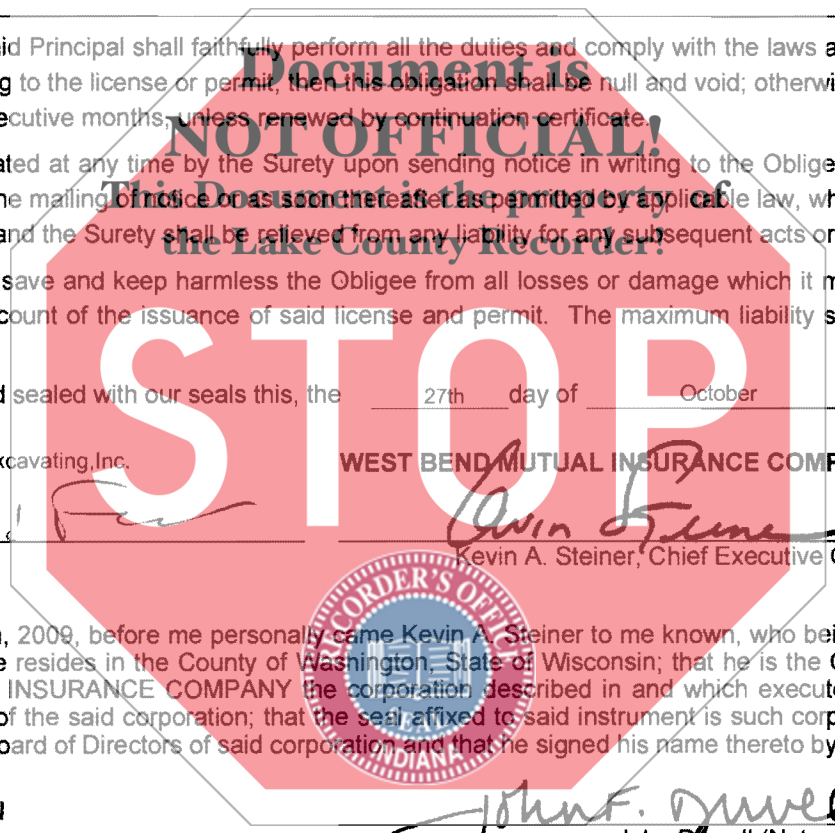 id Principal shall faithfully perform all the duties and comply with the laws a
g to the license or permit, then this obligation shall be null and void; otherwi
ecutive months, unless renewed by continuation certificate.
Document is
NOT OFFICIAL!
This Document is the property of
the Lake County Recorder!
ated at any time by the Surety upon sending notice in writing to the Oblige
e mailing of notice or as soon thereafter as permitted by applicable law, wh
and the Surety shall be relieved from any liability for any subsequent acts or
save and keep harmless the Obligee from all losses or damage which it m
count of the issuance of said license and permit. The maximum liability s
STOP
d sealed with our seals this, the 27th day of October
xcavating,Inc. WEST BEND MUTUAL INSURANCE COMP
Kevin Steiner
Kevin A. Steiner, Chief Executive
RECORDER'S OFFICE
, 2009, before me personally came Kevin A. Steiner to me known, who bei
e resides in the County of Washington, State of Wisconsin; that he is the
INSURANCE COMPANY the corporation described in and which execut
of the said corporation; that the seal affixed to said instrument is such corp
oard of Directors of said corporation and that he signed his name thereto by
SEAL
INDIANA
John F. Duwell